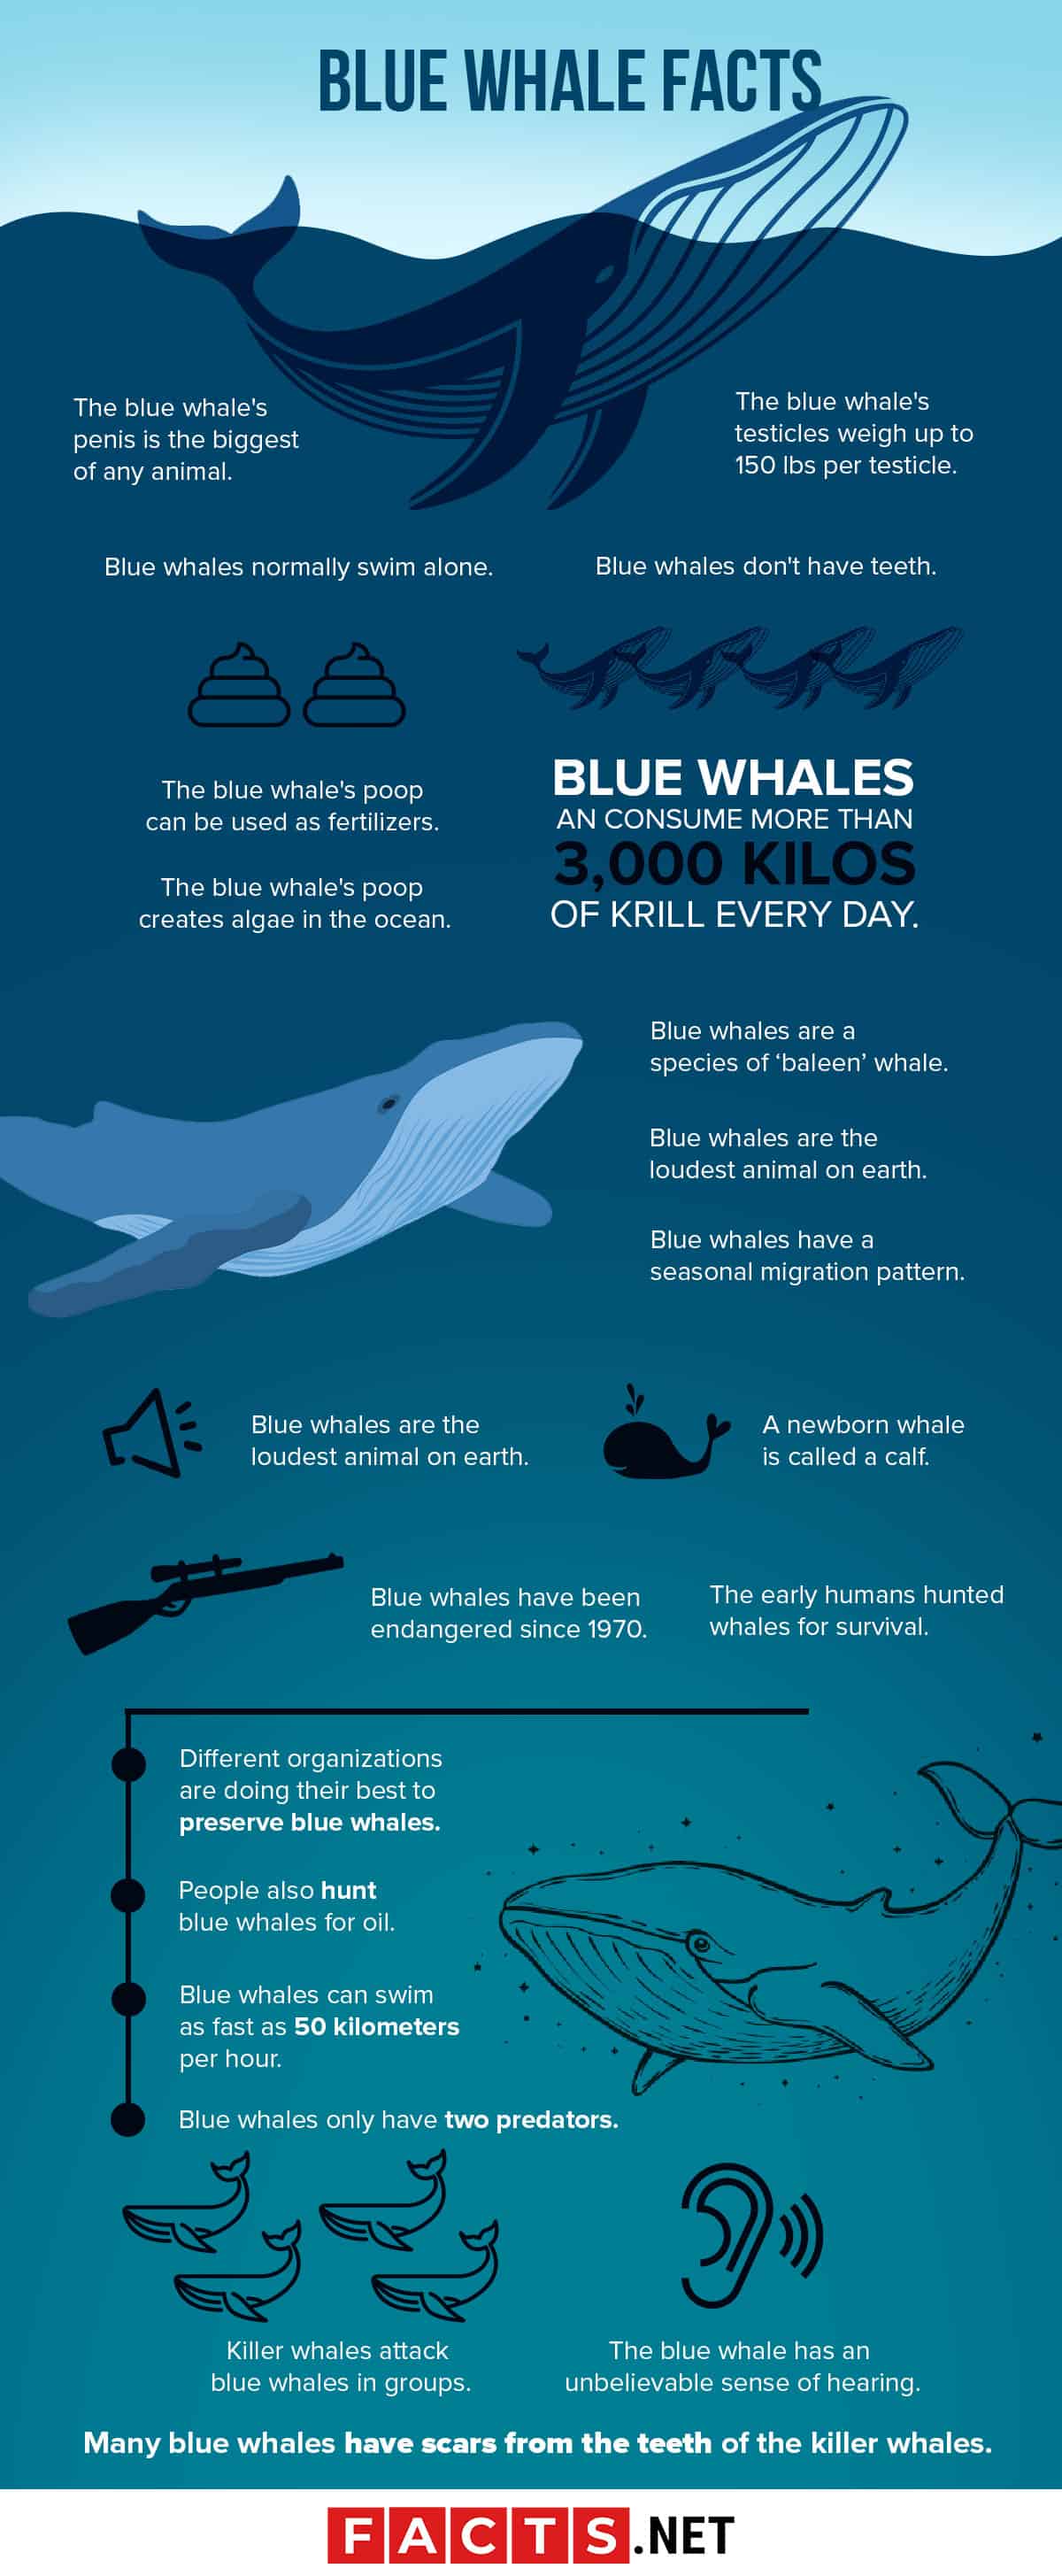 BLUE WHALE FACTS
The blue whale's
penis is the biggest
of any animal.
The blue whale's
testicles weigh up to
150 lbs per testicle.
Blue whales normally swim alone.
Blue whales don't have teeth.
The blue whale's poop
can be used as fertilizers.
The blue whale's poop
creates algae in the ocean.
BLUE WHALES
AN CONSUME MORE THAN
3,000 KILOS
OF KRILL EVERY DAY.
Blue whales are a
species of ‘baleen’ whale.
Blue whales are the
loudest animal on earth.
Blue whales have a
seasonal migration pattern.
Blue whales are the
loudest animal on earth.
A newborn whale
is called a calf.
Blue whales have been
endangered since 1970.
The early humans hunted
whales for survival.
Different organizations
are doing their best to
preserve blue whales.
People also hunt
blue whales for oil.
Blue whales can swim
as fast as 50 kilometers
per hour.
Blue whales only have two predators.
Killer whales attack
blue whales in groups.
The blue whale has an
unbelievable sense of hearing.
Many blue whales have scars from the teeth of the killer whales.
FACTS.NET